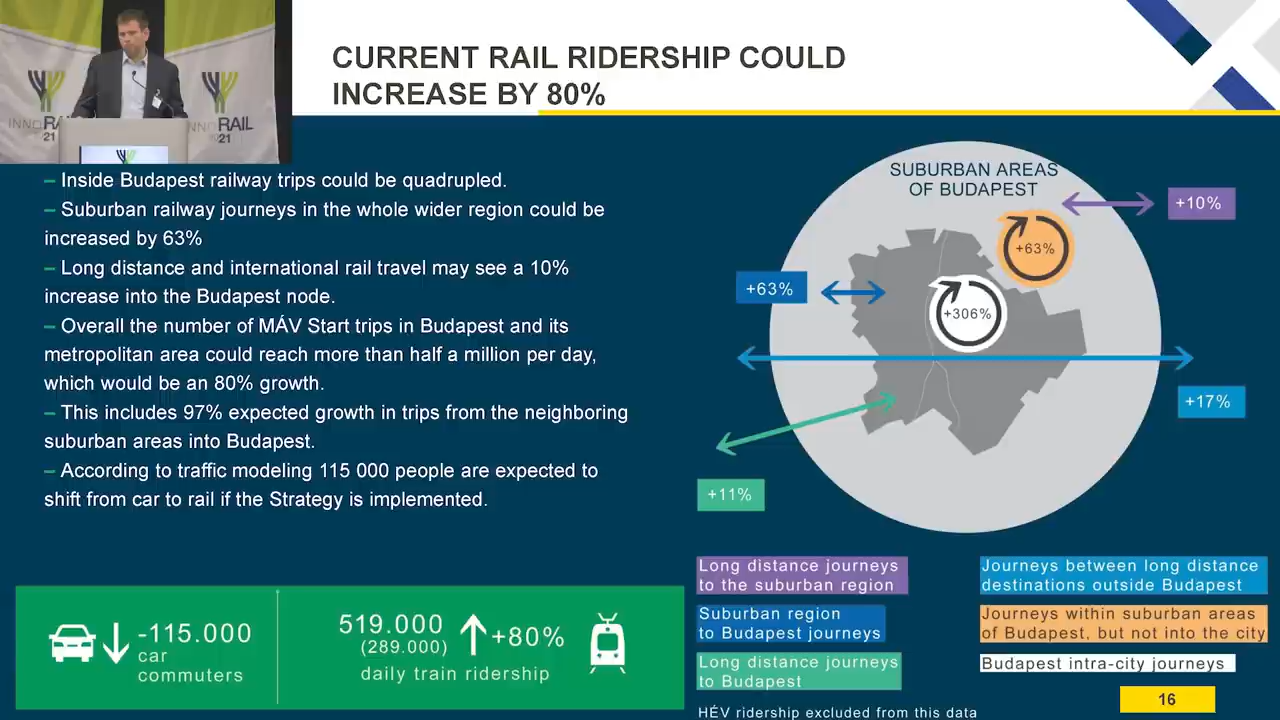 INNORAIL
21
INNORAIL
2021
CURRENT RAIL RIDERSHIP COULD
INCREASE BY 80%
– Inside Budapest railway trips could be quadrupled.
– Suburban railway journeys in the whole wider region could be
increased by 63%
– Long distance and international rail travel may see a 10%
increase into the Budapest node.
– Overall the number of MÁV Start trips in Budapest and its
metropolitan area could reach more than half a million per day,
which would be an 80% growth.
– This includes 97% expected growth in trips from the neighboring
suburban areas into Budapest.
– According to traffic modeling 115 000 people are expected to
shift from car to rail if the Strategy is implemented.
-115.000
car
commuters
519.000
(289.000)
+80%
daily train ridership
SUBURBAN AREAS
OF BUDAPEST
+10%
+63%
+63%
+306%
+17%
+11%
Long distance journeys
to the suburban region
Suburban region
to Budapest journeys
Long distance journeys
to Budapest
Journeys between long distance
destinations outside Budapest
Journeys within suburban areas
of Budapest, but not into the city
Budapest intra-city journeys
HÉV ridership excluded from this data
16